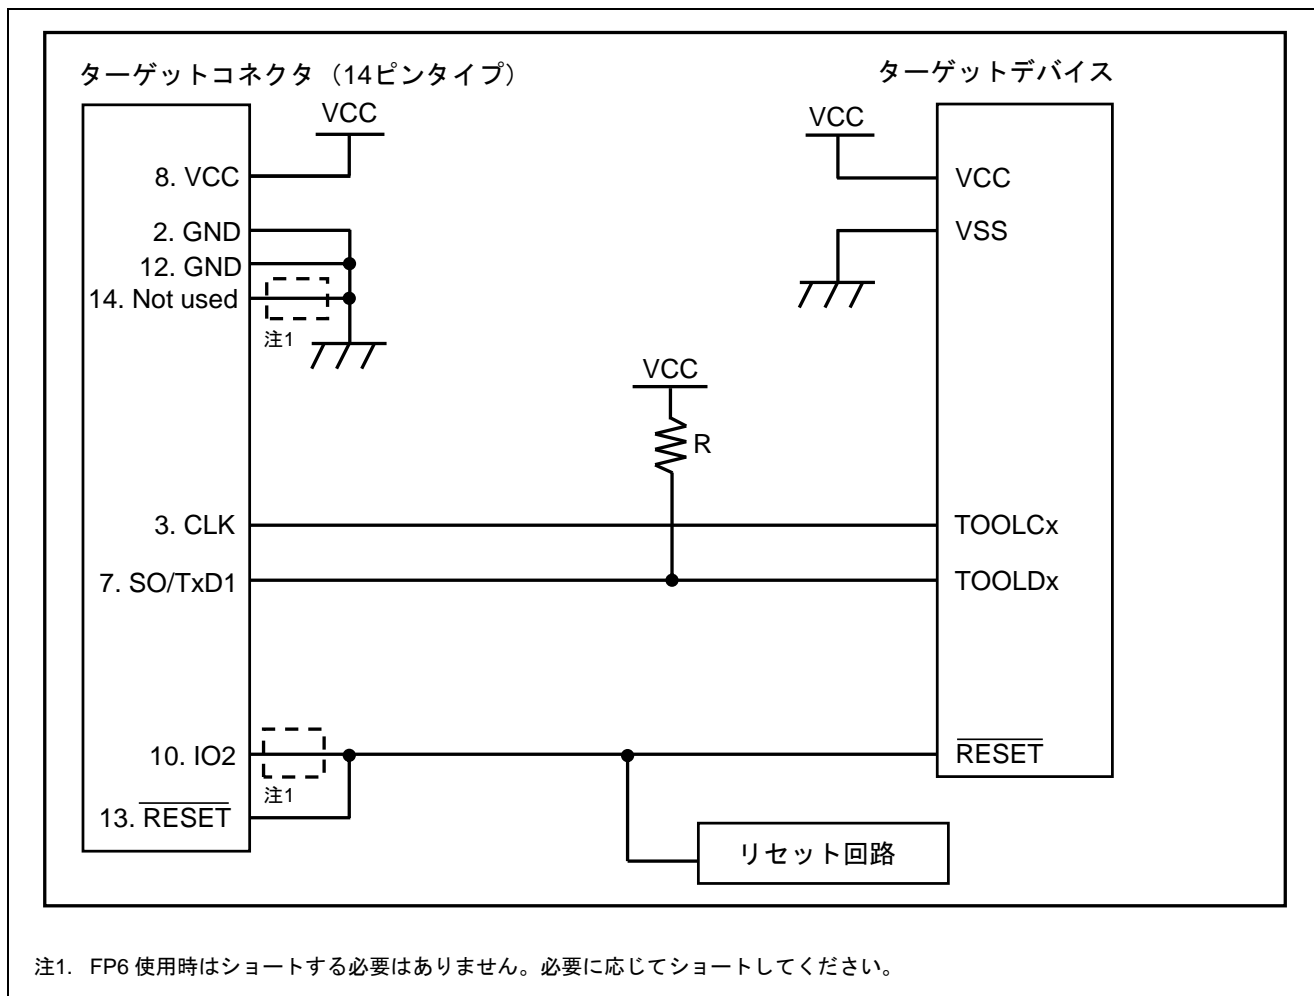 ターゲットコネクタ（14ピンタイプ）
ターゲットデバイス
VCC
VCC
8. VCC
VCC
2. GND
VSS
12. GND
14. Not used
注1
VCC
R
3. CLK
TOOLCx
7. SO/TxD1
TOOLDx
10. IO2
RESET
注1
13. RESET
リセット回路
注1. FP6 使用時はショートする必要はありません。必要に応じてショートしてください。